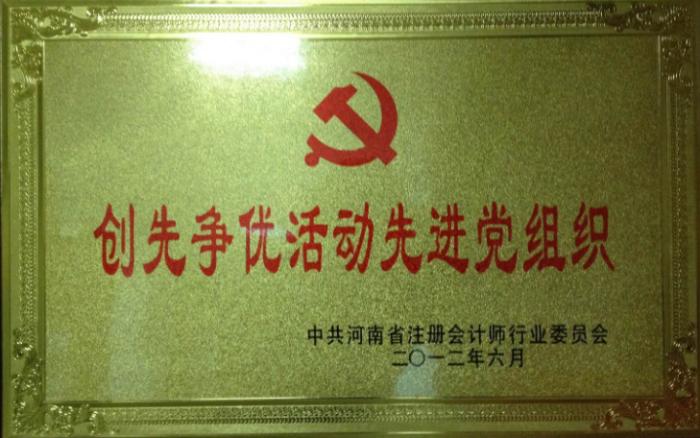 创先争优活动先进党组织
中共河南省注册会计师行业委员会
二〇一二年六月